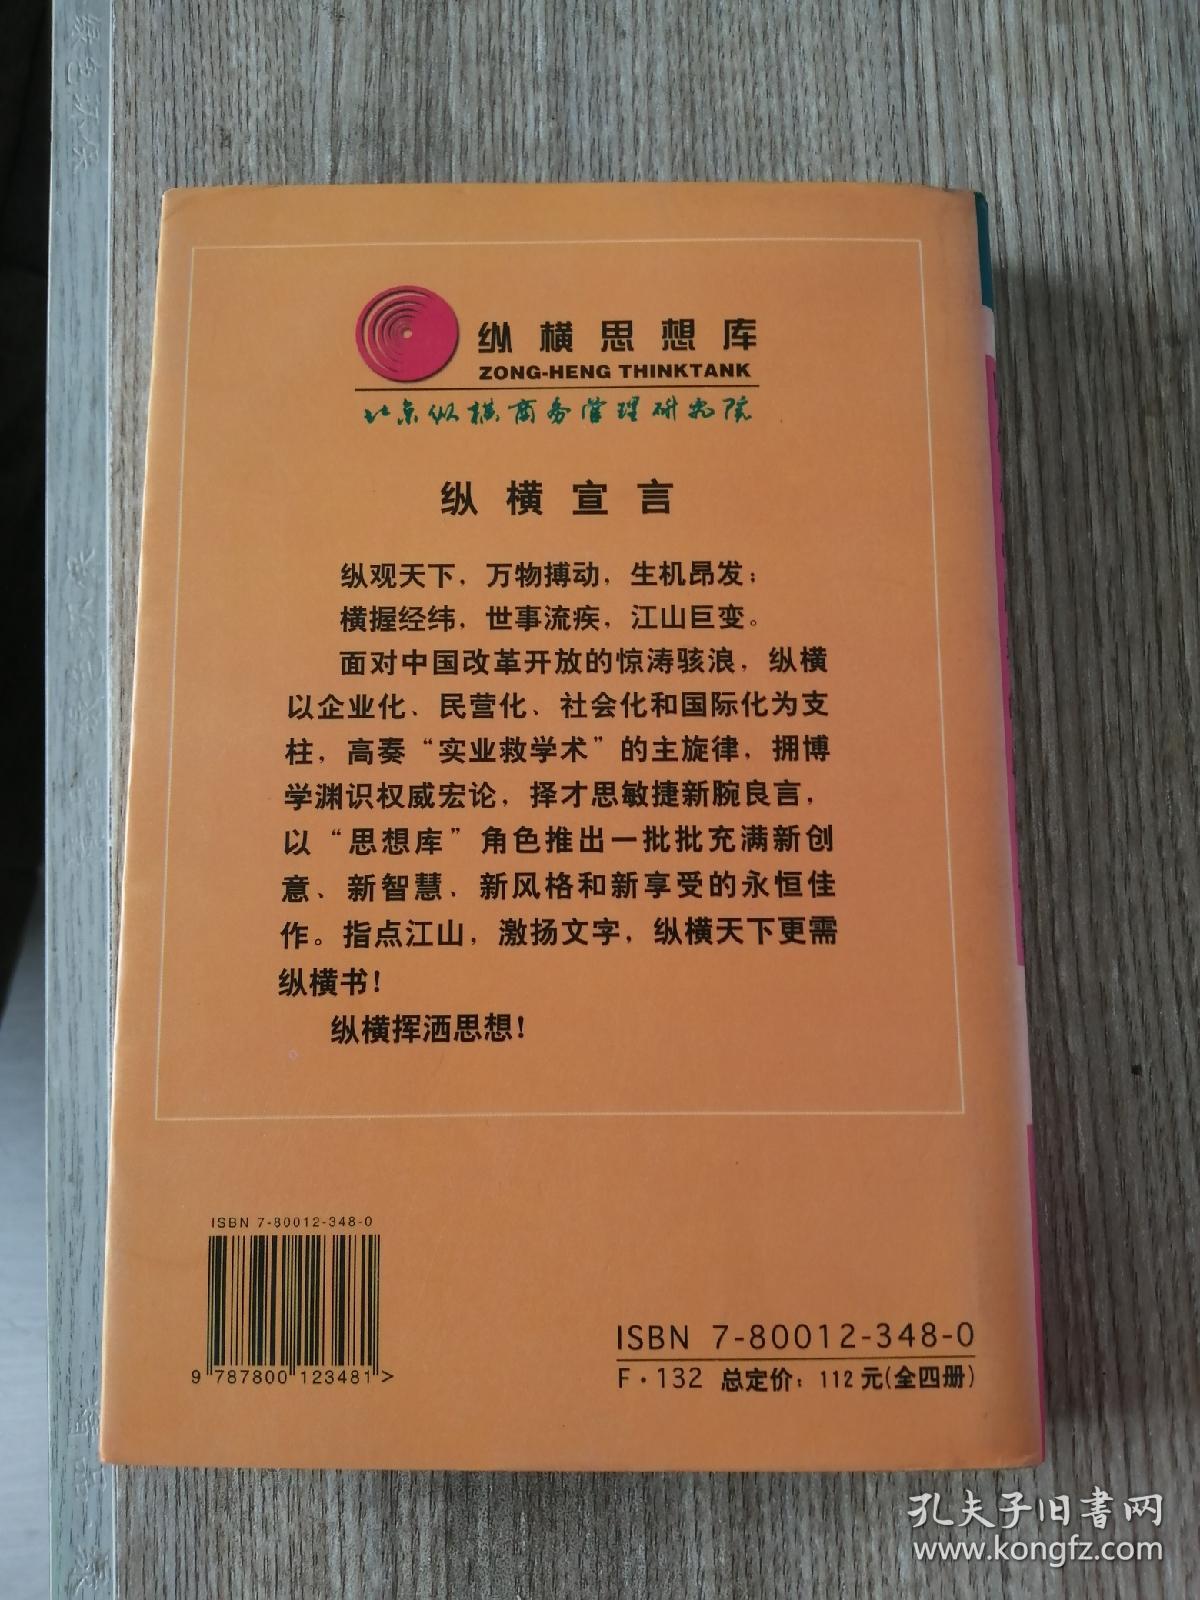 纵横思想库
ZONG-HENG THINKTANK
北京纵横商务管理研究院
纵横宣言
纵观天下，万物搏动，生机昂发；
横握经纬，世事流疾，江山巨变。
面对中国改革开放的惊涛骇浪，纵横
以企业化、民营化、社会化和国际化为支
柱，高奏“实业救学术”的主旋律，拥博
学渊识权威宏论，择才思敏捷新腕良言，
以“思想库”角色推出一批批充满新创
意、新智慧、新风格和新享受的永恒佳
作。指点江山，激扬文字，纵横天下更需
纵横书！
纵横挥洒思想！
ISBN 7-80012-348-0
9 787800 123481 >
ISBN 7-80012-348-0
F·132 总定价：112元(全四册)
孔夫子旧书网
www.kongfz.com